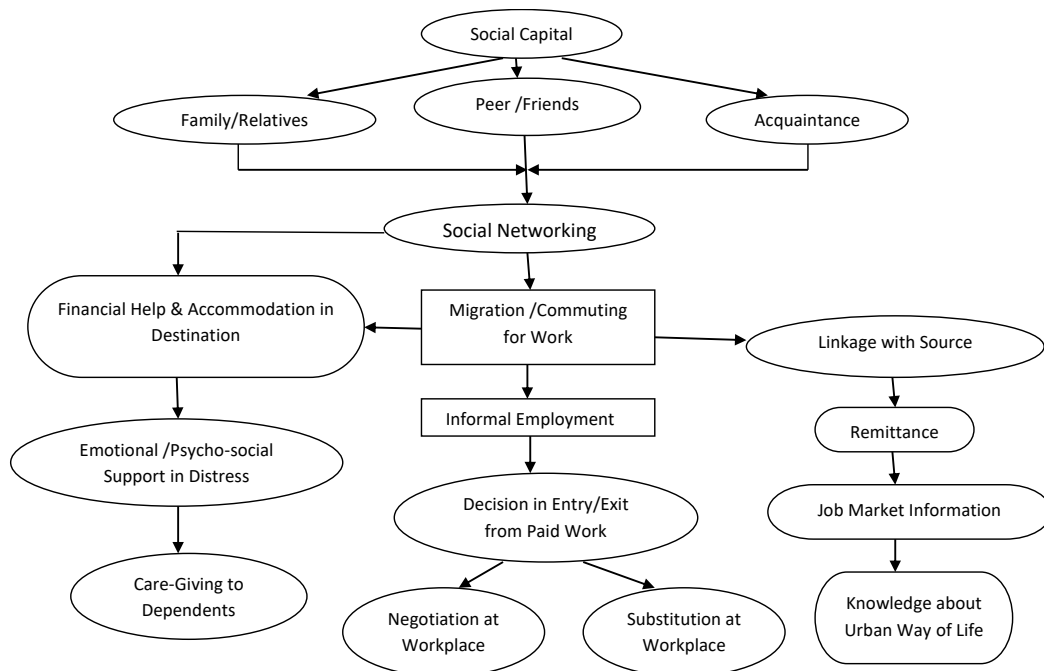 Social Capital
Family/Relatives
Peer /Friends
Acquaintance
Social Networking
Financial Help & Accommodation in
Destination
Migration /Commuting
for Work
Linkage with Source
Informal Employment
Remittance
Emotional /Psycho-social
Support in Distress
Decision in Entry/Exit
from Paid Work
Job Market Information
Care-Giving to
Dependents
Negotiation at
Workplace
Substitution at
Workplace
Knowledge about
Urban Way of Life